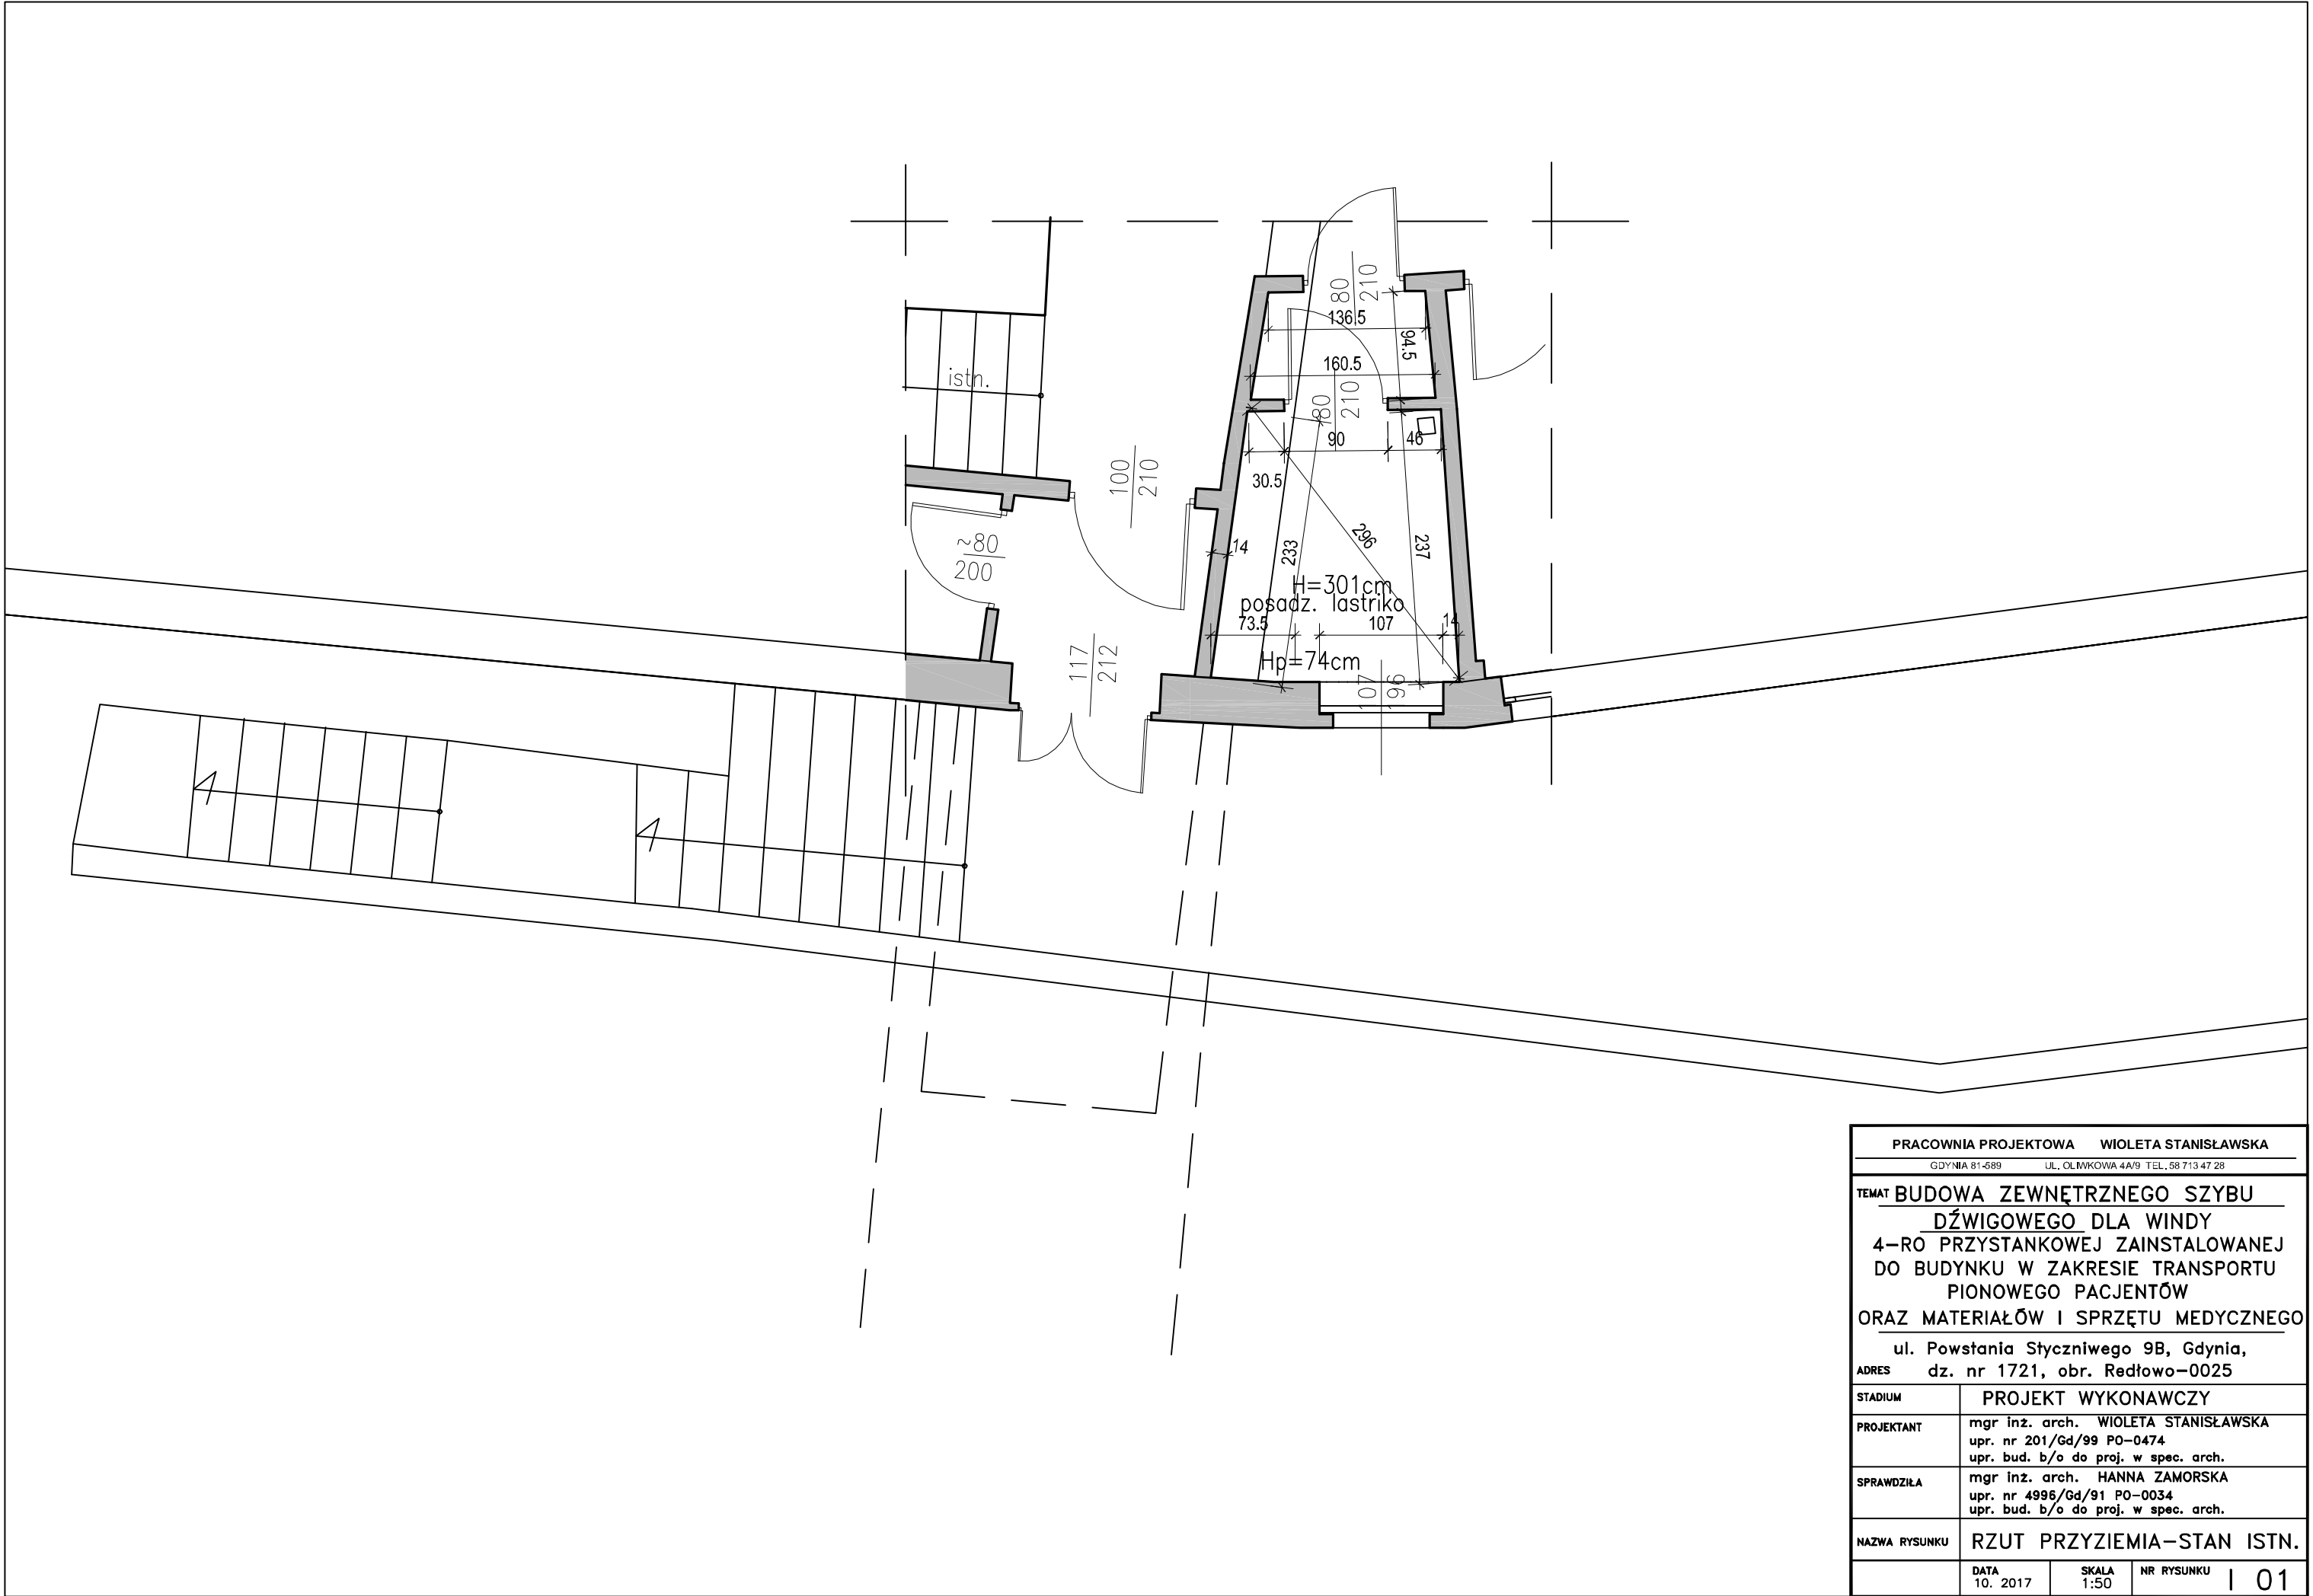 80
210
136.5
94.5
160.5
istn.
80
210
90
46
100
210
30.5
296
233
237
14
~80
200
H=301cm
posadz. lastriko
73.5
107
14
117
212
Hp=74cm
107
96
PRACOWNIA PROJEKTOWA WIOLETA STANISŁAWSKA
GDYNIA 81-589 UL. OLIWKOWA 4A/9 TEL. 58 713 47 28
TEMAT BUDOWA ZEWNĘTRZNEGO SZYBU
DŹWIGOWEGO DLA WINDY
4-RO PRZYSTANKOWEJ ZAINSTALOWANEJ
DO BUDYNKU W ZAKRESIE TRANSPORTU
PIONOWEGO PACJENTÓW
ORAZ MATERIAŁÓW I SPRZĘTU MEDYCZNEGO
ul. Powstania Styczniwego 9B, Gdynia,
ADRES dz. nr 1721, obr. Redłowo-0025
STADIUM PROJEKT WYKONAWCZY
PROJEKTANT mgr inż. arch. WIOLETA STANISŁAWSKA
upr. nr 201/Gd/99 PO-0474
upr. bud. b/o do proj. w spec. arch.
SPRAWDZIŁA mgr inż. arch. HANNA ZAMORSKA
upr. nr 4996/Gd/91 PO-0034
upr. bud. b/o do proj. w spec. arch.
NAZWA RYSUNKU RZUT PRZYZIEMIA-STAN ISTN.
DATA SKALA NR RYSUNKU I 01
10. 2017 1:50